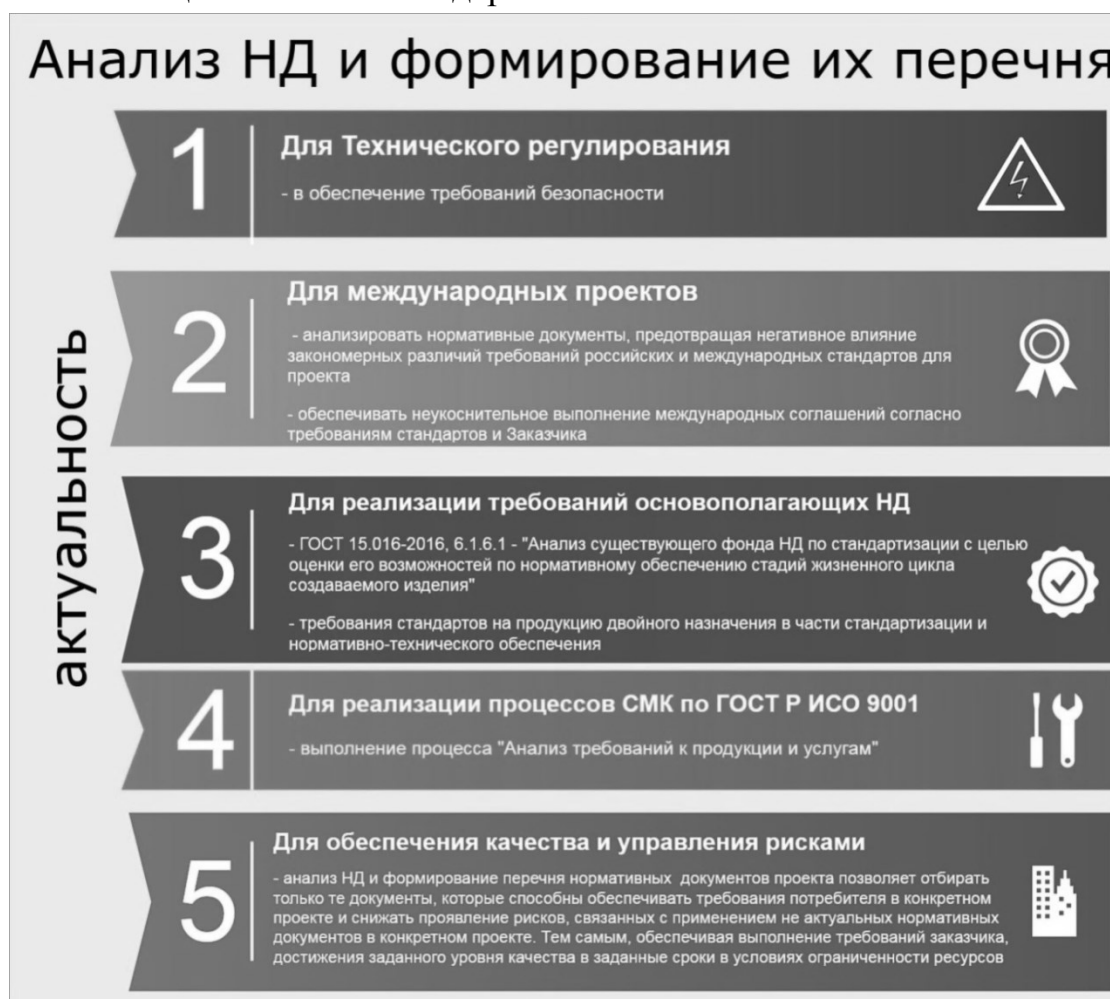 Анализ НД и формирование их перечня
актуальность
1
Для Технического регулирования
- в обеспечение требований безопасности
2
Для международных проектов
- анализировать нормативные документы, предотвращая негативное влияние
закономерных различий требований российских и международных стандартов для
проекта
- обеспечивать неукоснительное выполнение международных соглашений согласно
требованиям стандартов и Заказчика
3
Для реализации требований основополагающих НД
- ГОСТ 15.016-2016, 6.1.6.1 - "Анализ существующего фонда НД по стандартизации с целью
оценки его возможностей по нормативному обеспечению стадий жизненного цикла
создаваемого изделия"
- требования стандартов на продукцию двойного назначения в части стандартизации и
нормативно-технического обеспечения
4
Для реализации процессов СМК по ГОСТ Р ИСО 9001
- выполнение процесса "Анализ требований к продукции и услугам"
5
Для обеспечения качества и управления рисками
- анализ НД и формирование перечня нормативных документов проекта позволяет отбирать
только те документы, которые способны обеспечивать требования потребителя в конкретном
проекте и снижать проявление рисков, связанных с применением не актуальных нормативных
документов в конкретном проекте. Тем самым, обеспечивая выполнение требований заказчика,
достижения заданного уровня качества в заданные сроки в условиях ограниченности ресурсов